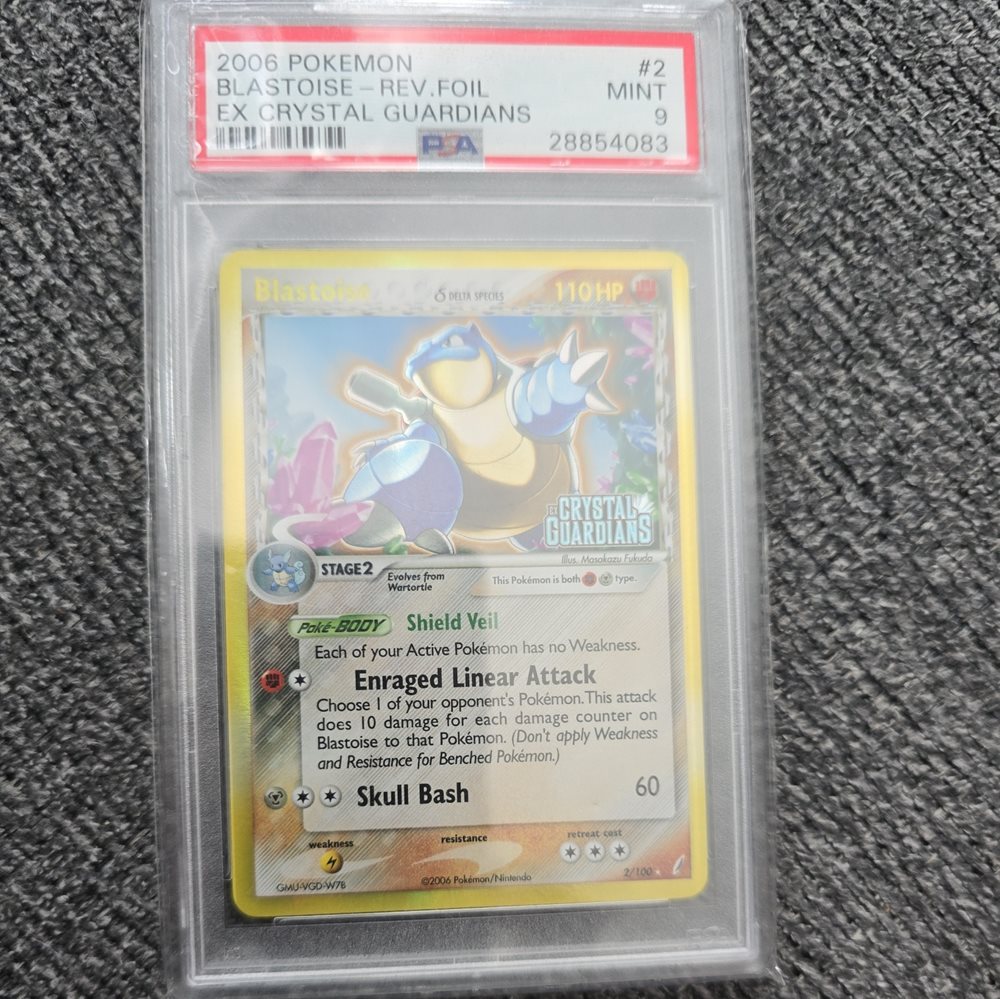 2006 POKEMON #2
BLASTOISE - REV.FOIL MINT
EX CRYSTAL GUARDIANS 9
PSA 28854083
Blastoise δ DELTA SPECIES 110 HP
EX CRYSTAL
GUARDIANS
Illus. Masakazu Fukuda
STAGE 2
Evolves from
Wartortle
This Pokémon is both type.
Poké-BODY Shield Veil
Each of your Active Pokémon has no Weakness.
Enraged Linear Attack
Choose 1 of your opponent's Pokémon. This attack
does 10 damage for each damage counter on
Blastoise to that Pokémon. (Don't apply Weakness
and Resistance for Benched Pokémon.)
Skull Bash 60
weakness resistance retreat cost
GMU-VGD-W7B ©2006 Pokémon/Nintendo 2/100 ★